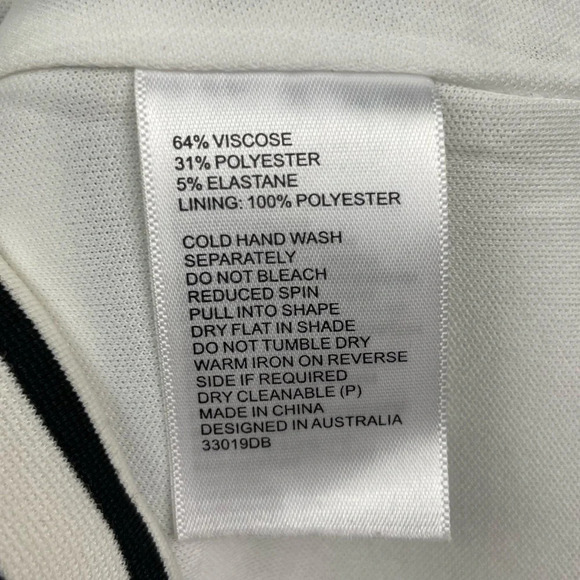 64% VISCOSE
31% POLYESTER
5% ELASTANE
LINING: 100% POLYESTER
COLD HAND WASH
SEPARATELY
DO NOT BLEACH
REDUCED SPIN
PULL INTO SHAPE
DRY FLAT IN SHADE
DO NOT TUMBLE DRY
WARM IRON ON REVERSE
SIDE IF REQUIRED
DRY CLEANABLE (P)
MADE IN CHINA
DESIGNED IN AUSTRALIA
33019DB